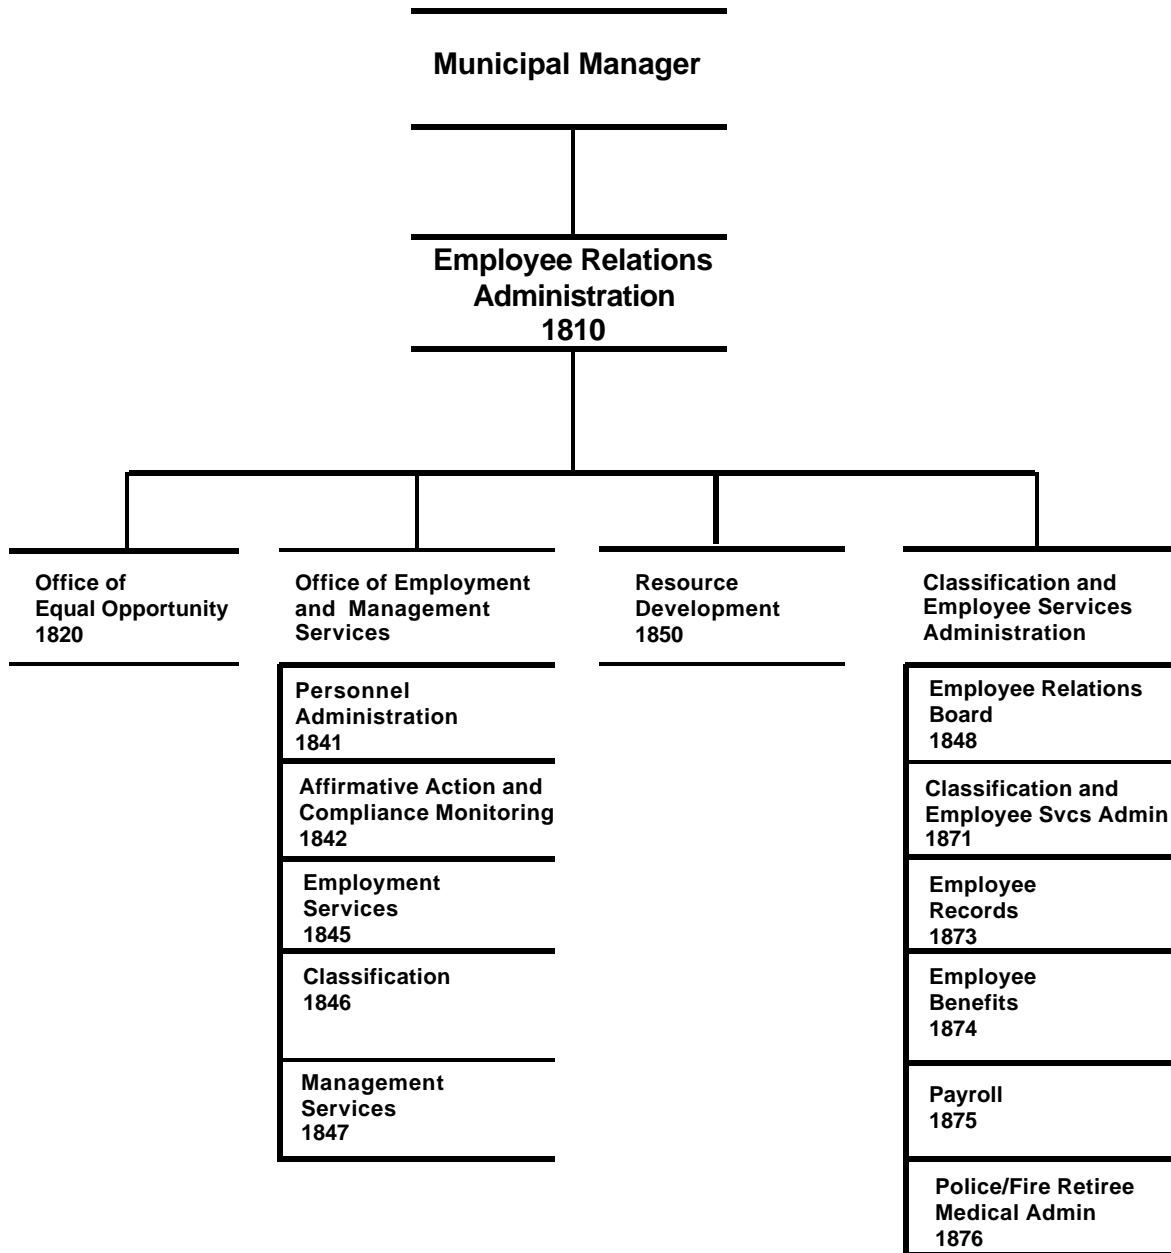 Municipal Manager
Employee Relations
Administration
1810
Office of
Equal Opportunity
1820
Office of Employment
and Management
Services
Personnel
Administration
1841
Affirmative Action and
Compliance Monitoring
1842
Employment
Services
1845
Classification
1846
Management
Services
1847
Resource
Development
1850
Classification and
Employee Services
Administration
Employee Relations
Board
1848
Classification and
Employee Svcs Admin
1871
Employee
Records
1873
Employee
Benefits
1874
Payroll
1875
Police/Fire Retiree
Medical Admin
1876